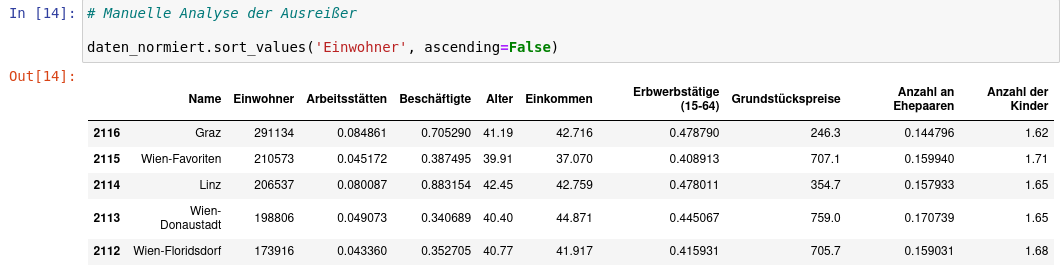 In [14]: # Manuelle Analyse der Ausreißer
daten_normiert.sort_values('Einwohner', ascending=False)
Out[14]:
Name Einwohner Arbeitsstätten Beschäftigte Alter Einkommen Erbwerbstätige (15-64) Grundstückspreise Anzahl an Ehepaaren Anzahl der Kinder
2116 Graz 291134 0.084861 0.705290 41.19 42.716 0.478790 246.3 0.144796 1.62
2115 Wien-Favoriten 210573 0.045172 0.387495 39.91 37.070 0.408913 707.1 0.159940 1.71
2114 Linz 206537 0.080087 0.883154 42.45 42.759 0.478011 354.7 0.157933 1.65
2113 Wien-Donaustadt 198806 0.049073 0.340689 40.40 44.871 0.445067 759.0 0.170739 1.65
2112 Wien-Floridsdorf 173916 0.043360 0.352705 40.77 41.917 0.415931 705.7 0.159031 1.68